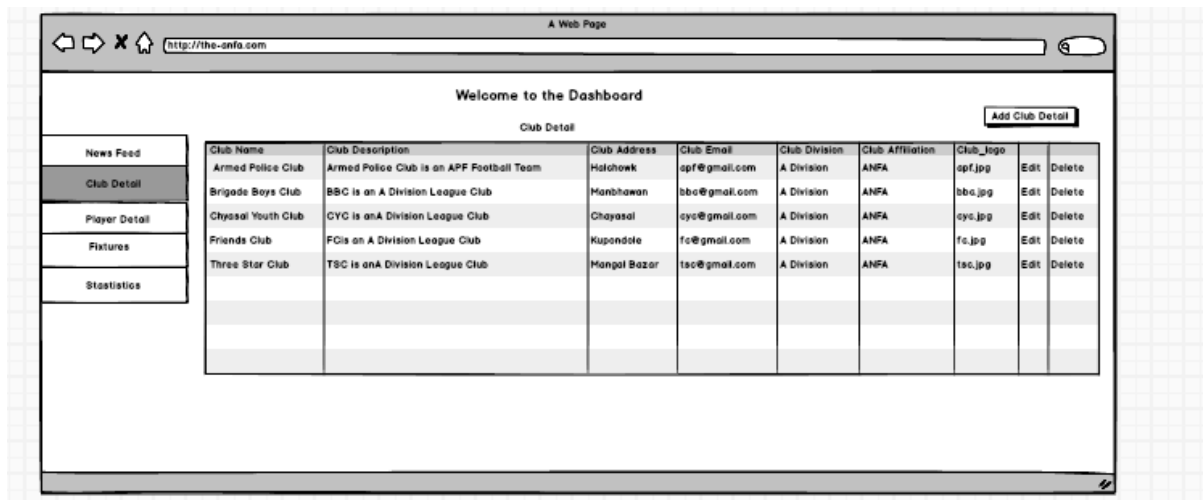 A Web Page
http://the-anfa.com
Welcome to the Dashboard
Add Club Detail
Club Detail
News Feed
Club Detail
Player Detail
Fixtures
Stastistics
Club Name Club Description Club Address Club Email Club Division Club Affiliation Club_logo
Armed Police Club Armed Police Club is an APF Football Team Halchowk apf@gmail.com A Division ANFA apf.jpg Edit Delete
Brigade Boys Club BBC is an A Division League Club Manbhawan bbc@gmail.com A Division ANFA bbc.jpg Edit Delete
Chyasal Youth Club CYC is anA Division League Club Chayasal cyc@gmail.com A Division ANFA cyc.jpg Edit Delete
Friends Club FCis an A Division League Club Kupondole fc@gmail.com A Division ANFA fc.jpg Edit Delete
Three Star Club TSC is anA Division League Club Mangal Bazar tsc@gmail.com A Division ANFA tsc.jpg Edit Delete